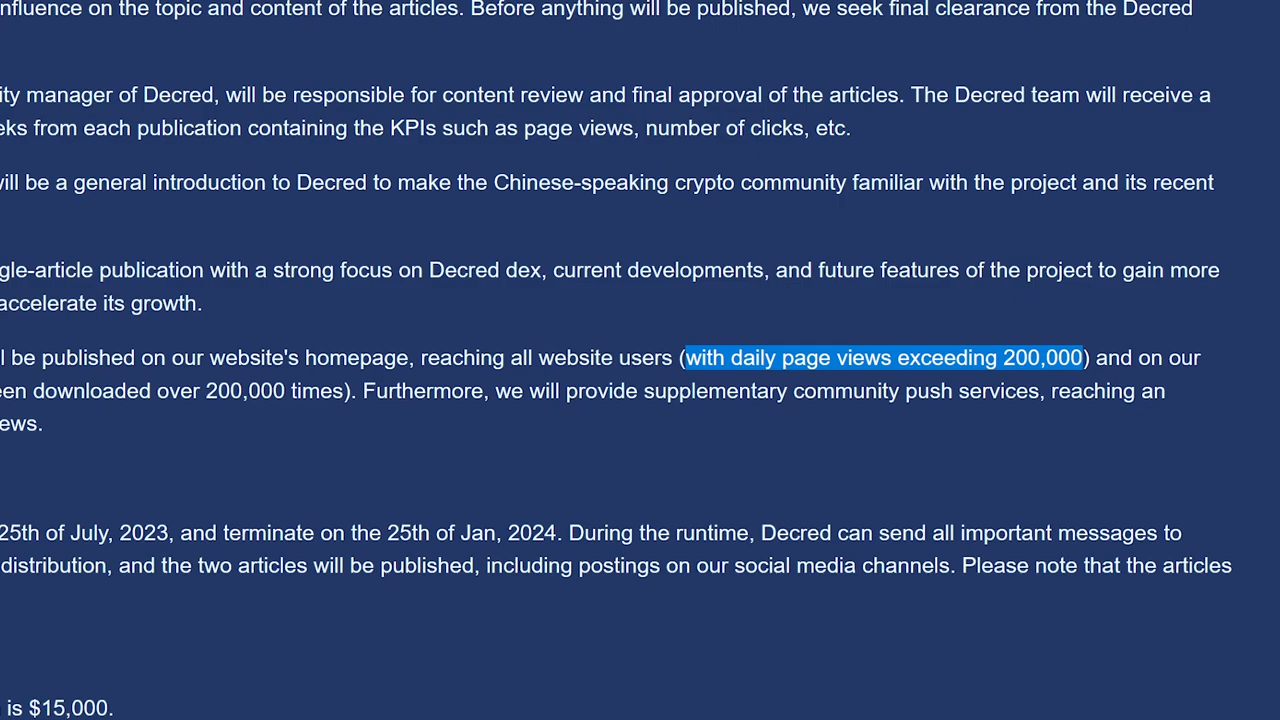 nfluence on the topic and content of the articles. Before anything will be published, we seek final clearance from the Decred
ity manager of Decred, will be responsible for content review and final approval of the articles. The Decred team will receive a
eks from each publication containing the KPIs such as page views, number of clicks, etc.
will be a general introduction to Decred to make the Chinese-speaking crypto community familiar with the project and its recent
gle-article publication with a strong focus on Decred dex, current developments, and future features of the project to gain more
accelerate its growth.
l be published on our website's homepage, reaching all website users (with daily page views exceeding 200,000) and on our
een downloaded over 200,000 times). Furthermore, we will provide supplementary community push services, reaching an
ews.
25th of July, 2023, and terminate on the 25th of Jan, 2024. During the runtime, Decred can send all important messages to
distribution, and the two articles will be published, including postings on our social media channels. Please note that the articles
is $15,000.